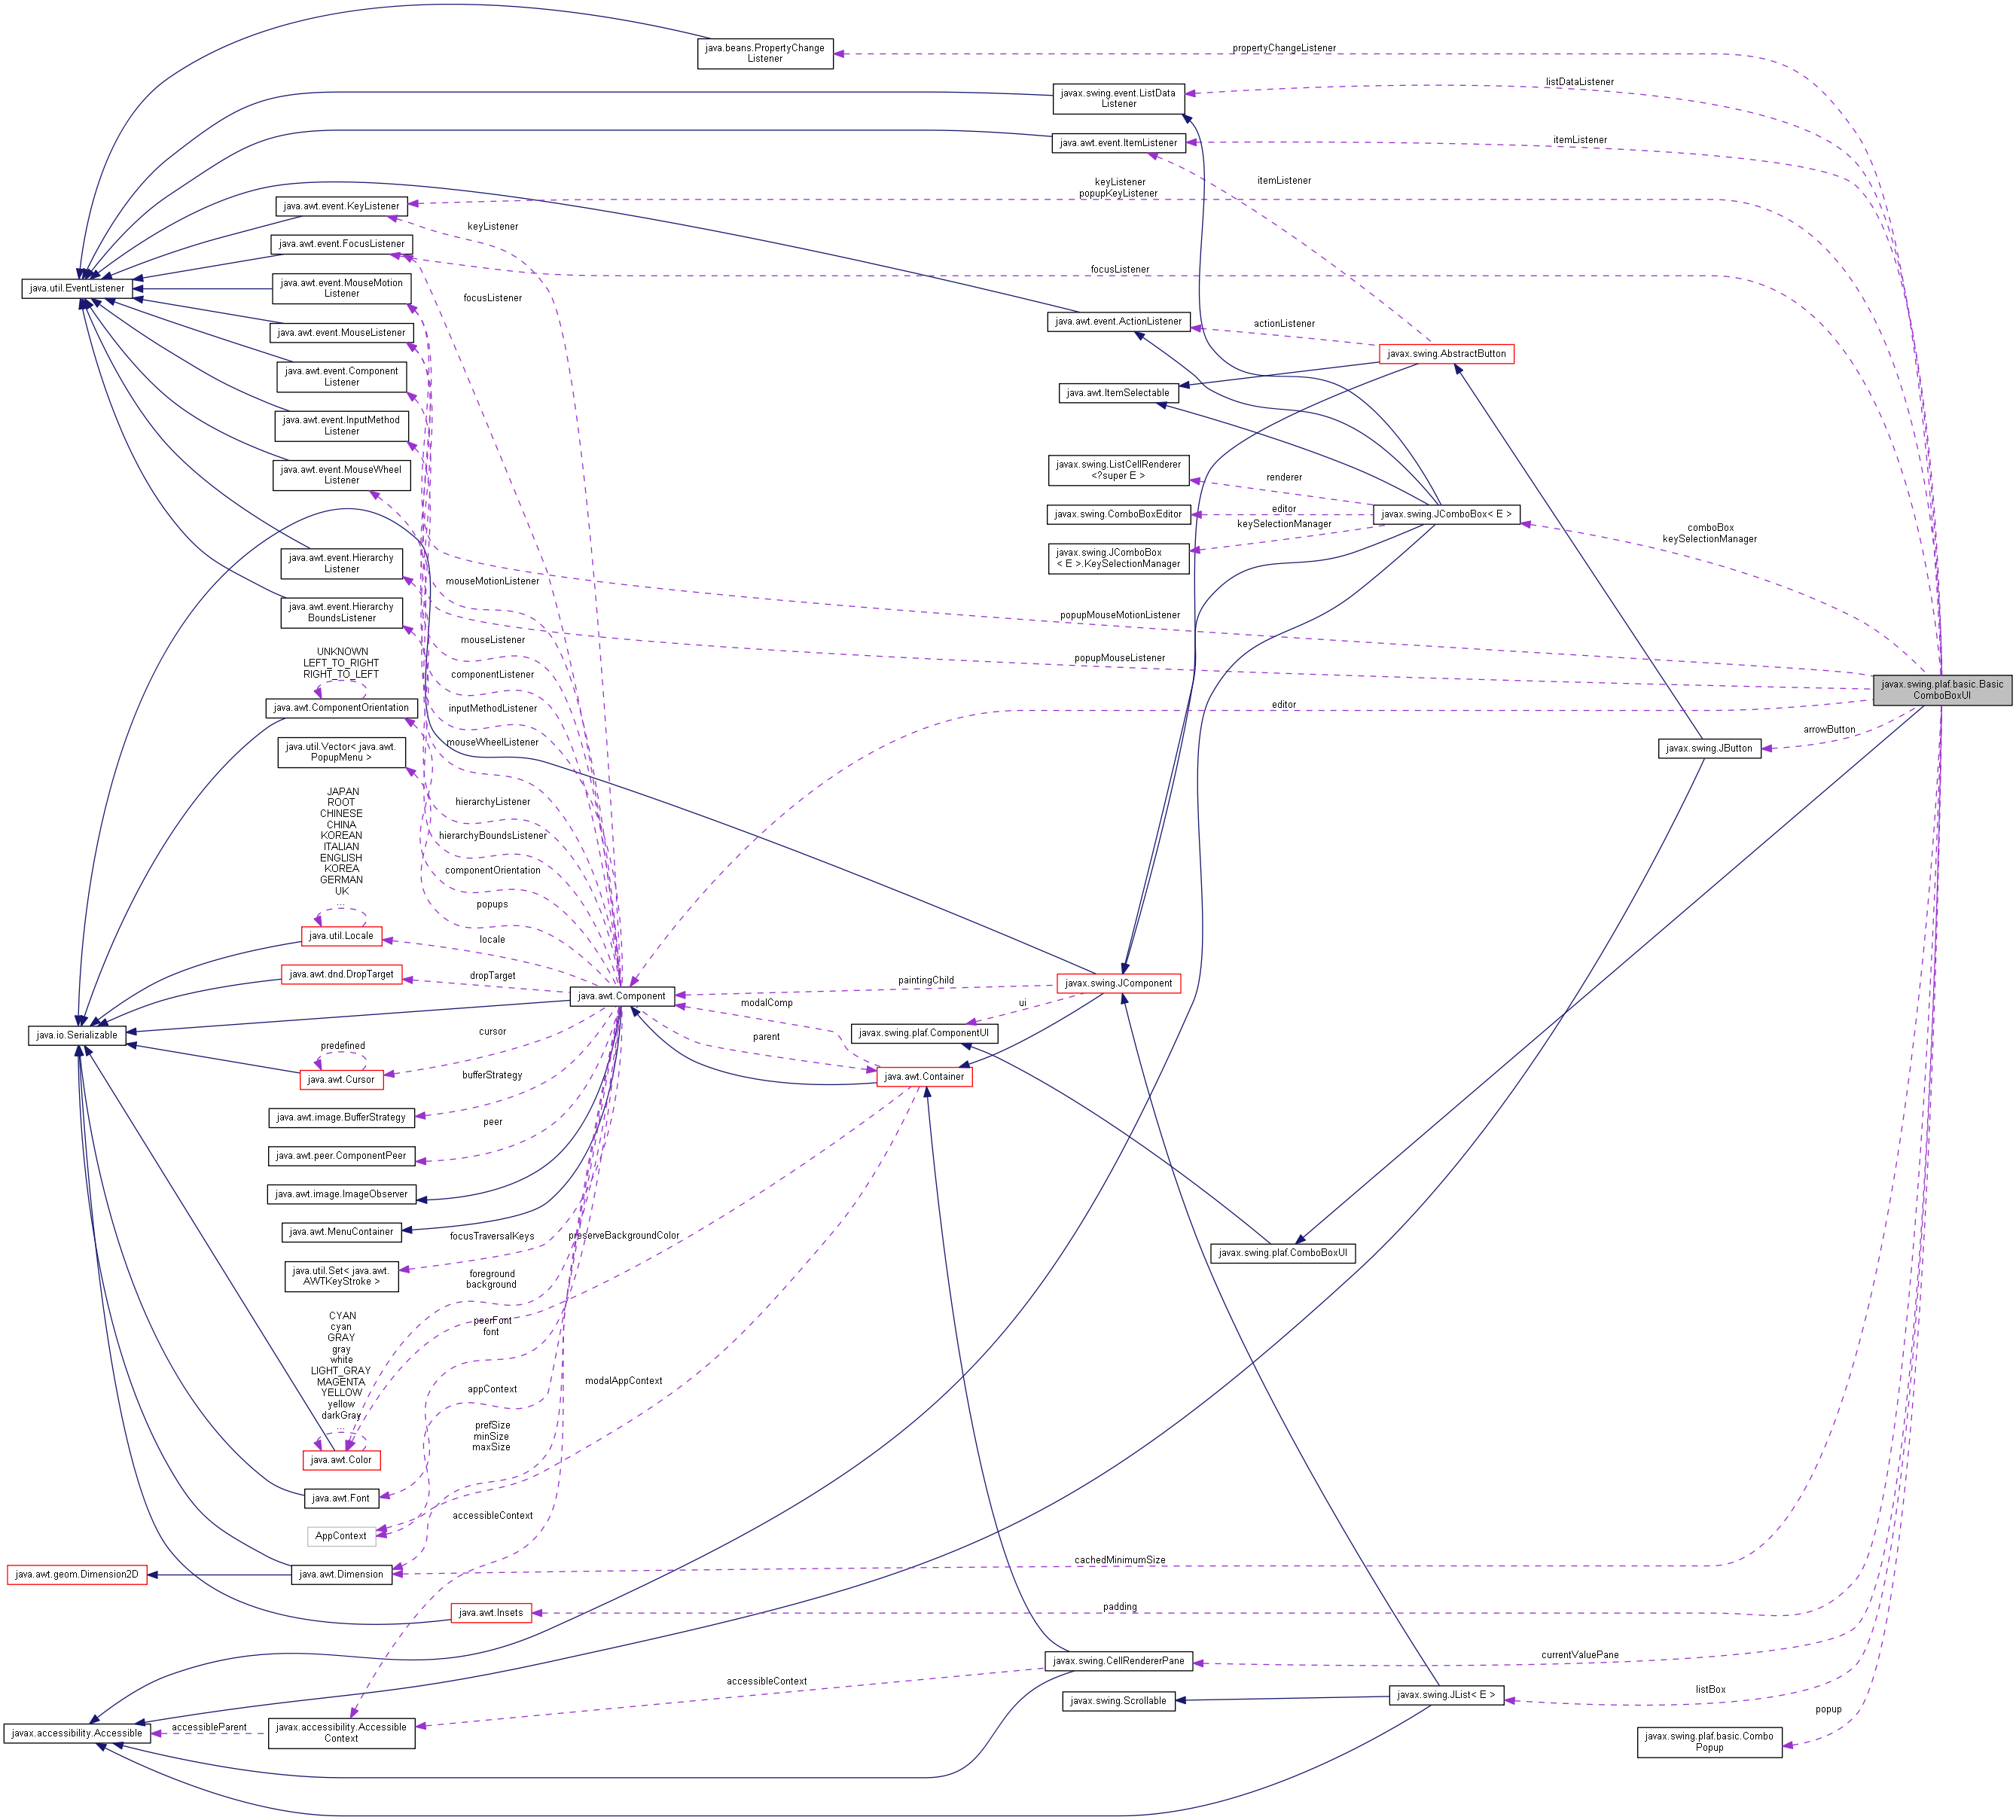 java.beans.PropertyChange
Listener
propertyChangeListener
javax.swing.event.ListData
Listener
listDataListener
java.awt.event.ItemListener
itemListener
itemListener
java.awt.event.KeyListener
keyListener
popupKeyListener
keyListener
java.awt.event.FocusListener
focusListener
focusListener
java.util.EventListener
java.awt.event.MouseMotion
Listener
java.awt.event.MouseListener
java.awt.event.ActionListener
actionListener
javax.swing.AbstractButton
java.awt.event.Component
Listener
java.awt.ItemSelectable
java.awt.event.InputMethod
Listener
java.awt.event.MouseWheel
Listener
javax.swing.ListCellRenderer
<?super E >
renderer
javax.swing.ComboBoxEditor
editor
javax.swing.JComboBox< E >
keySelectionManager
comboBox
keySelectionManager
javax.swing.JComboBox
< E >.KeySelectionManager
java.awt.event.Hierarchy
Listener
mouseMotionListener
java.awt.event.Hierarchy
BoundsListener
popupMouseMotionListener
mouseListener
popupMouseListener
UNKNOWN
LEFT_TO_RIGHT
RIGHT_TO_LEFT
componentListener
javax.swing.plaf.basic.Basic
ComboBoxUI
java.awt.ComponentOrientation
inputMethodListener
editor
arrowButton
java.util.Vector< java.awt.
PopupMenu >
mouseWheelListener
javax.swing.JButton
JAPAN
ROOT
CHINESE
CHINA
KOREAN
ITALIAN
ENGLISH
KOREA
GERMAN
UK
...
hierarchyListener
hierarchyBoundsListener
componentOrientation
popups
java.util.Locale
locale
java.awt.dnd.DropTarget
dropTarget
java.awt.Component
paintingChild
javax.swing.JComponent
modalComp
ui
java.io.Serializable
cursor
parent
javax.swing.plaf.ComponentUI
predefined
java.awt.Cursor
bufferStrategy
java.awt.Container
java.awt.image.BufferStrategy
peer
java.awt.peer.ComponentPeer
java.awt.image.ImageObserver
java.awt.MenuContainer
focusTraversalKeys
preserveBackgroundColor
javax.swing.plaf.ComboBoxUI
java.util.Set< java.awt.
AWTKeyStroke >
foreground
background
CYAN
cyan
GRAY
gray
white
LIGHT_GRAY
MAGENTA
YELLOW
yellow
darkGray
...
peerFont
font
java.awt.Color
appContext
modalAppContext
prefSize
minSize
maxSize
java.awt.Font
AppContext
accessibleContext
java.awt.geom.Dimension2D
java.awt.Dimension
cachedMinimumSize
java.awt.Insets
padding
javax.swing.CellRendererPane
currentValuePane
accessibleContext
javax.swing.Scrollable
javax.swing.JList< E >
listBox
popup
javax.accessibility.Accessible
accessibleParent
javax.accessibility.Accessible
Context
javax.swing.plaf.basic.Combo
Popup